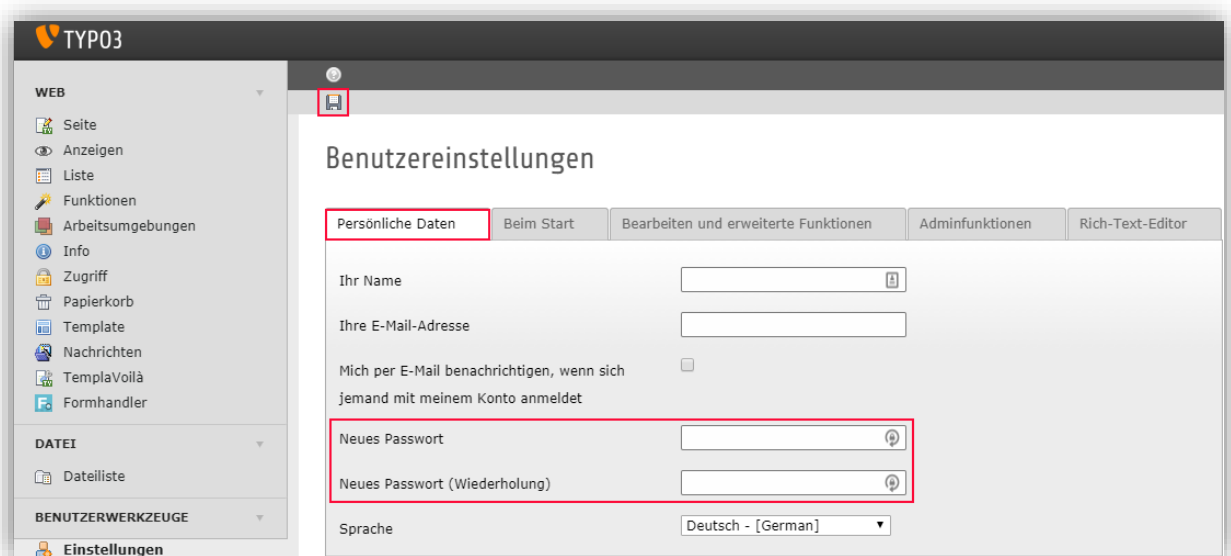 TYPO3
WEB
Seite
Anzeigen
Liste
Funktionen
Arbeitsumgebungen
Info
Zugriff
Papierkorb
Template
Nachrichten
TemplaVoilà
Formhandler
DATEI
Dateiliste
BENUTZERWERKZEUGE
Einstellungen
Benutzereinstellungen
Persönliche Daten Beim Start Bearbeiten und erweiterte Funktionen Adminfunktionen Rich-Text-Editor
Ihr Name
Ihre E-Mail-Adresse
Mich per E-Mail benachrichtigen, wenn sich
jemand mit meinem Konto anmeldet
Neues Passwort
Neues Passwort (Wiederholung)
Sprache Deutsch - [German]